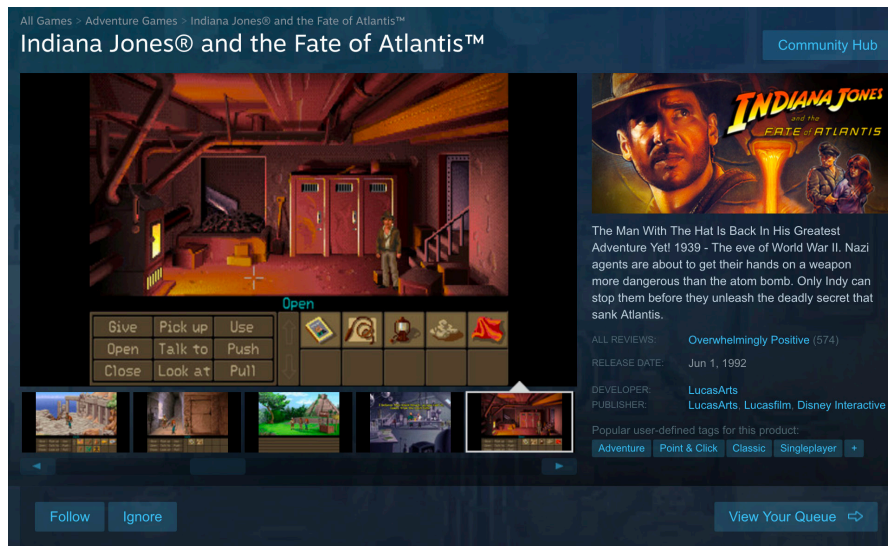 All Games > Adventure Games > Indiana Jones® and the Fate of Atlantis™
Indiana Jones® and the Fate of Atlantis™
Community Hub
INDIANA JONES
and the
FATE of ATLANTIS
The Man With The Hat Is Back In His Greatest
Adventure Yet! 1939 - The eve of World War II. Nazi
agents are about to get their hands on a weapon
more dangerous than the atom bomb. Only Indy can
stop them before they unleash the deadly secret that
sank Atlantis.
Open
Give Pick up Use
Open Talk to Push
Close Look at Pull
ALL REVIEWS: Overwhelmingly Positive (574)
RELEASE DATE: Jun 1, 1992
DEVELOPER: LucasArts
PUBLISHER: LucasArts, Lucasfilm, Disney Interactive
Popular user-defined tags for this product:
Adventure Point & Click Classic Singleplayer +
Follow Ignore
View Your Queue